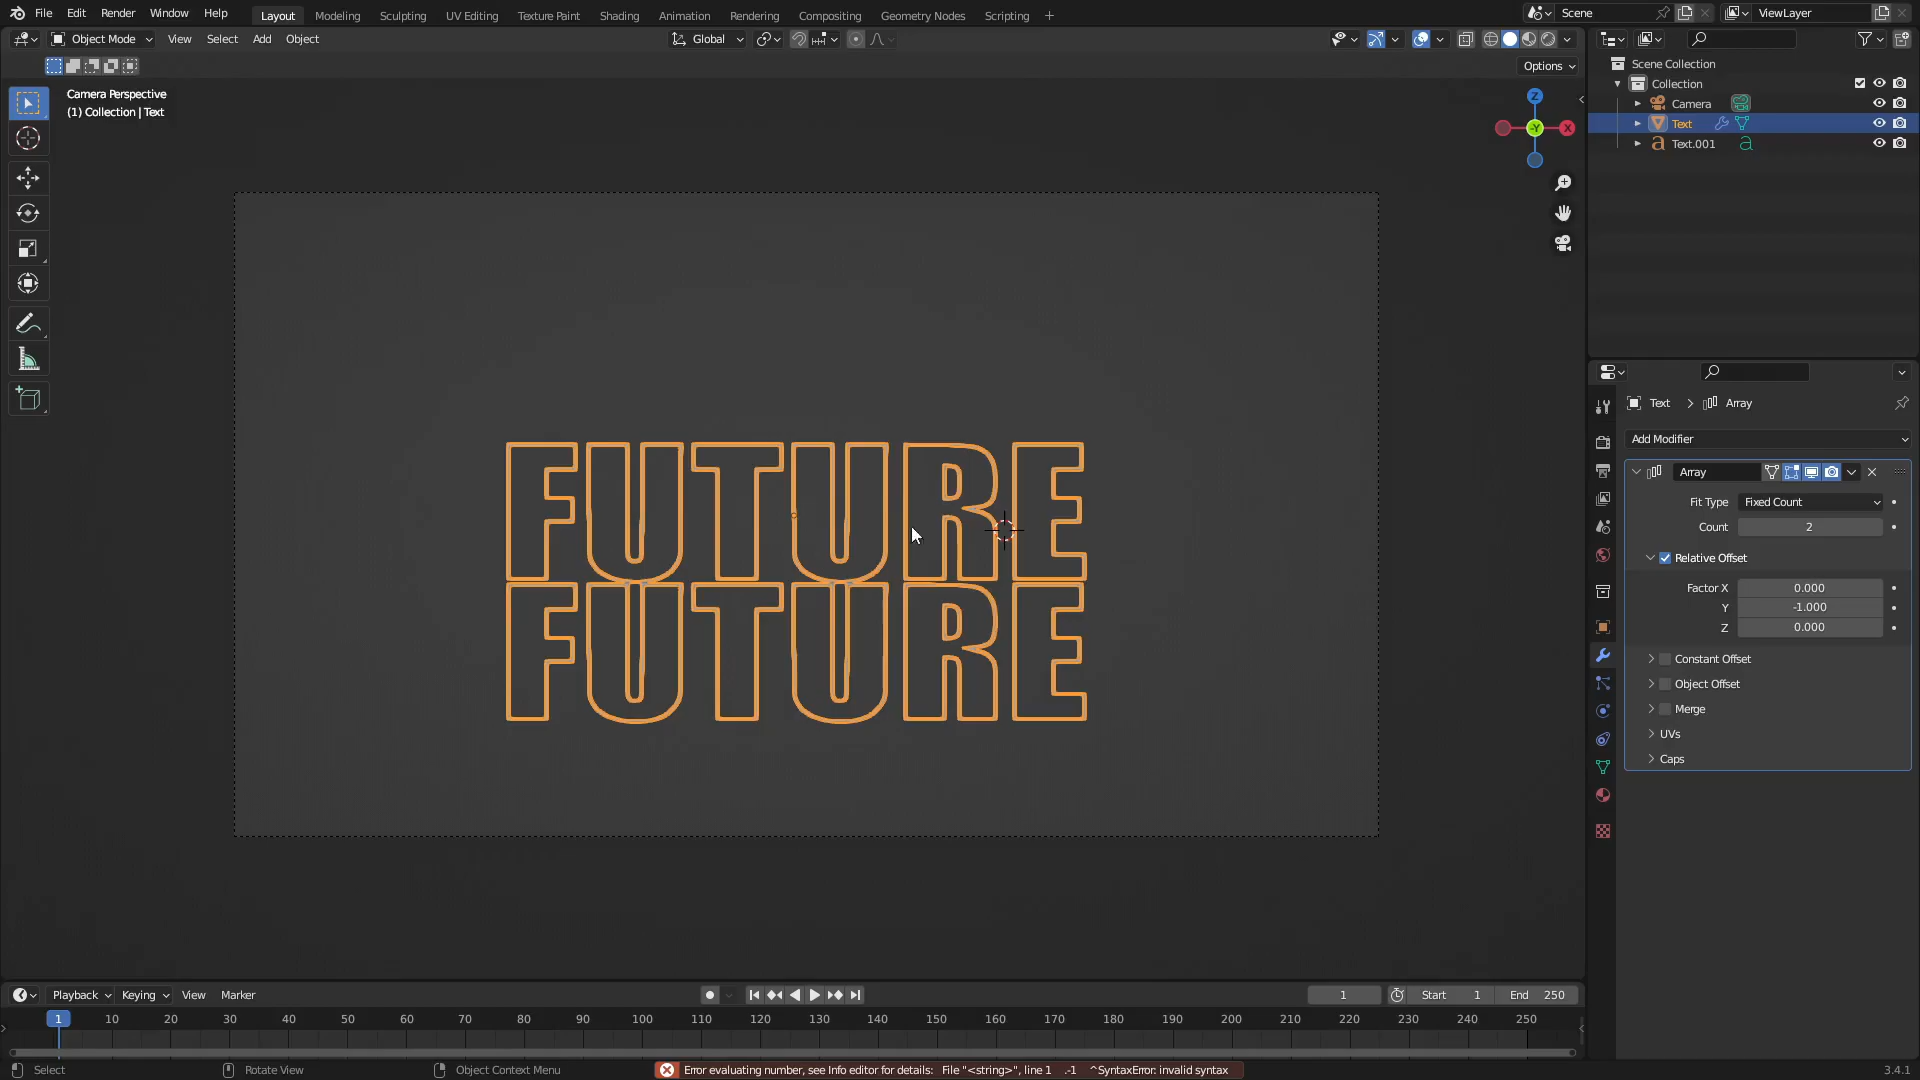 File Edit Render Window Help Layout Modeling Sculpting UV Editing Texture Paint Shading Animation Rendering Compositing Geometry Nodes Scripting + Scene ViewLayer
Object Mode View Select Add Object Global
Options
Camera Perspective
(1) Collection | Text
Z
-Y
X
FUTURE
FUTURE
Scene Collection
Collection
Camera
Text
Text.001
Text > Array
Add Modifier
Array
Fit Type Fixed Count
Count 2
Relative Offset
Factor X 0.000
Y -1.000
Z 0.000
Constant Offset
Object Offset
Merge
UVs
Caps
Playback Keying View Marker 1 Start 1 End 250
1 10 20 30 40 50 60 70 80 90 100 110 120 130 140 150 160 170 180 190 200 210 220 230 240 250
Select Rotate View Object Context Menu Error evaluating number, see Info editor for details: File "<string>", line 1 .-1 ^SyntaxError: invalid syntax 3.4.1